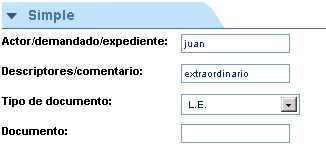 Simple
Actor/demandado/expediente: juan
Descriptores/comentario: extraordinario
Tipo de documento: L.E.
Documento: